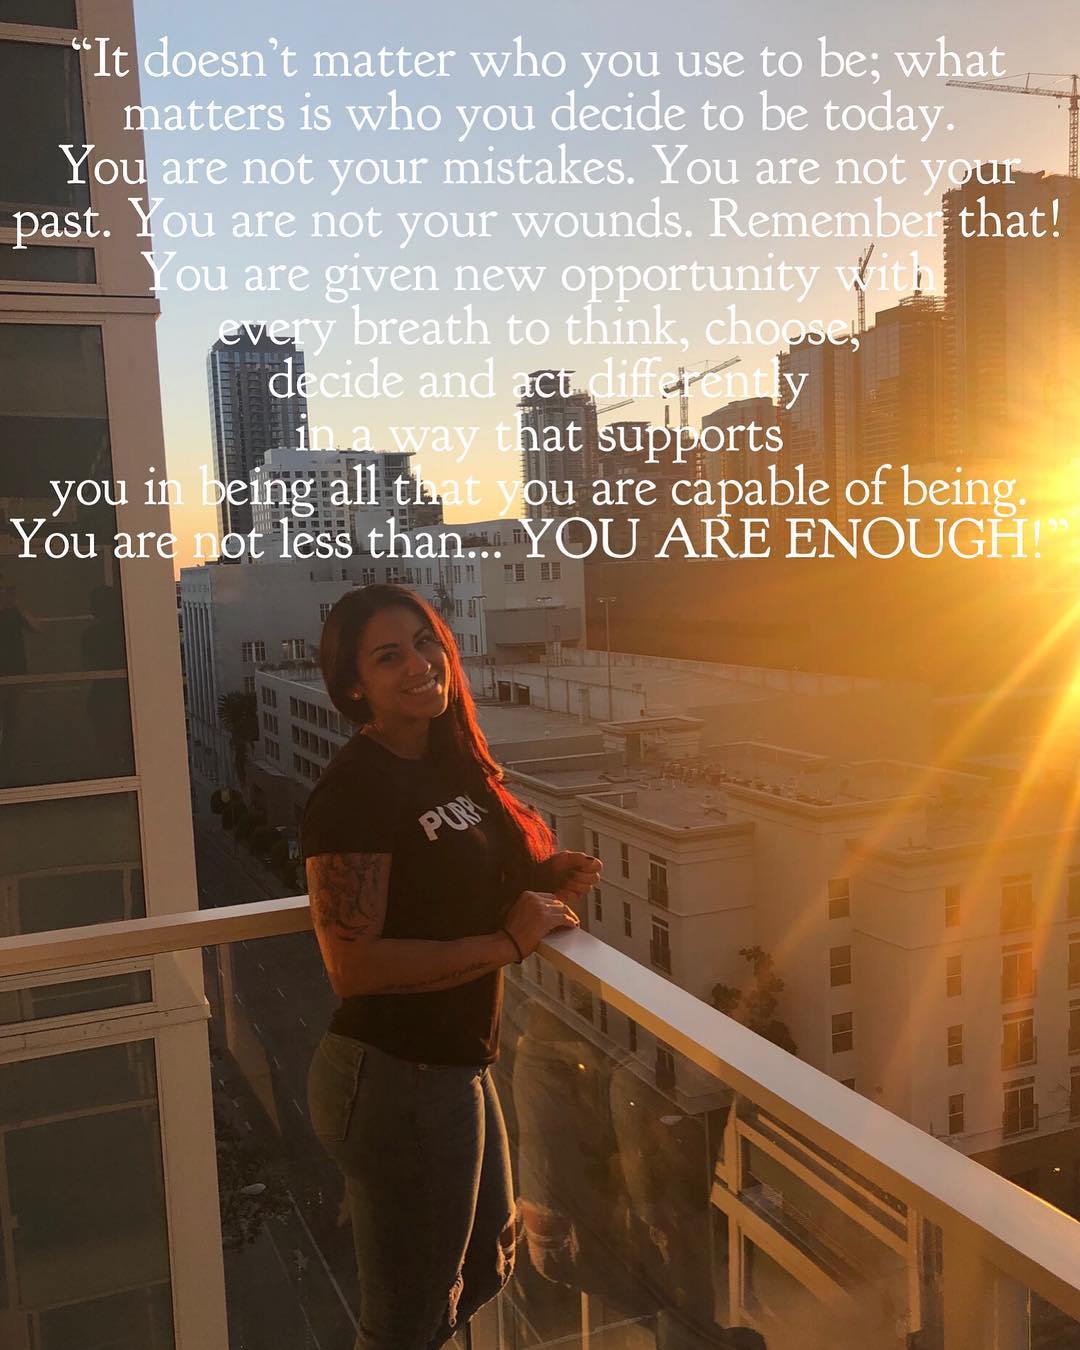 “It doesn’t matter who you use to be; what
matters is who you decide to be today.
You are not your mistakes. You are not your
past. You are not your wounds. Remember that!
You are given new opportunity with
every breath to think, choose,
decide and act differently
in a way that supports
you in being all that you are capable of being.
You are not less than... YOU ARE ENOUGH!”